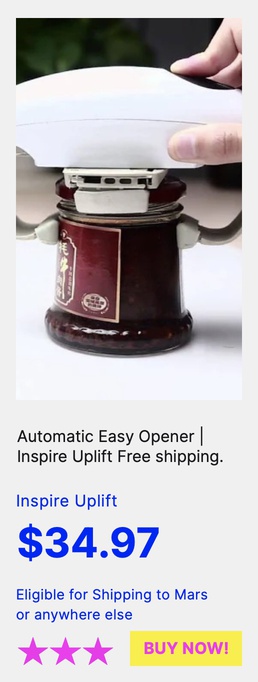 Automatic Easy Opener |
Inspire Uplift Free shipping.
Inspire Uplift
$34.97
Eligible for Shipping to Mars
or anywhere else
BUY NOW!